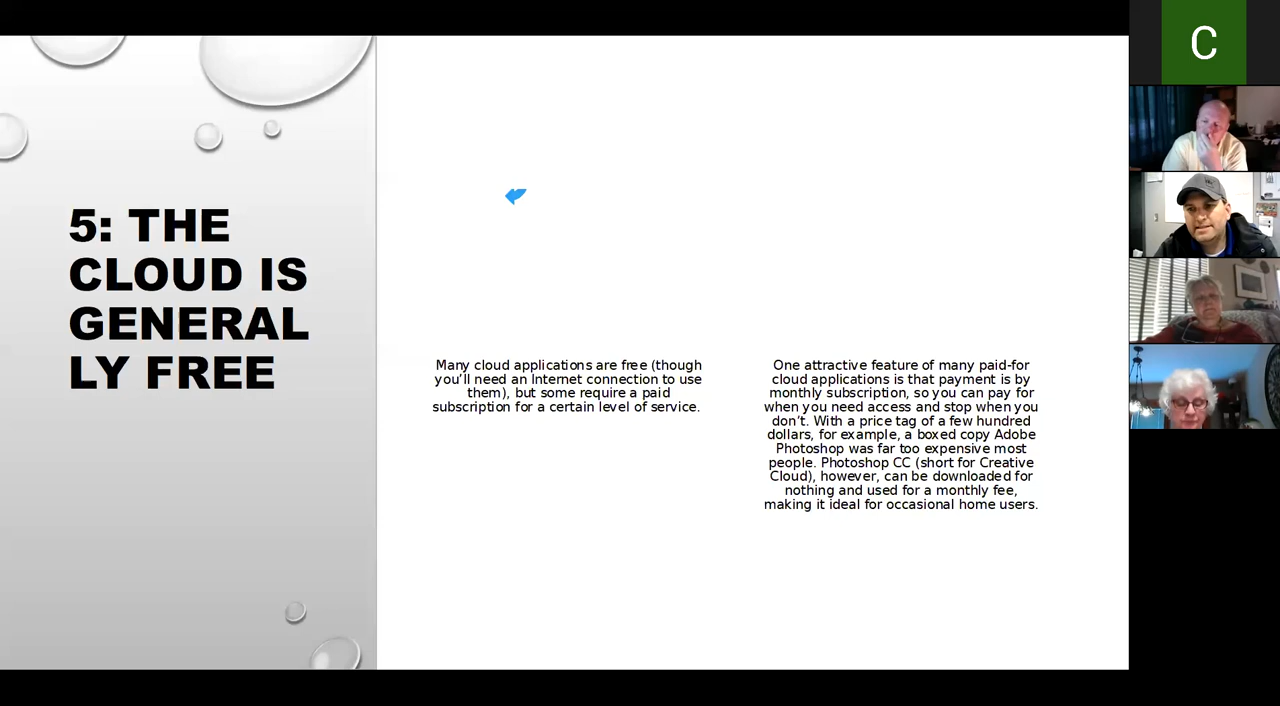 5: THE
CLOUD IS
GENERAL
LY FREE
Many cloud applications are free (though
you’ll need an Internet connection to use
them), but some require a paid
subscription for a certain level of service.
One attractive feature of many paid-for
cloud applications is that payment is by
monthly subscription, so you can pay for
when you need access and stop when you
don’t. With a price tag of a few hundred
dollars, for example, a boxed copy Adobe
Photoshop was far too expensive most
people. Photoshop CC (short for Creative
Cloud), however, can be downloaded for
nothing and used for a monthly fee,
making it ideal for occasional home users.
C